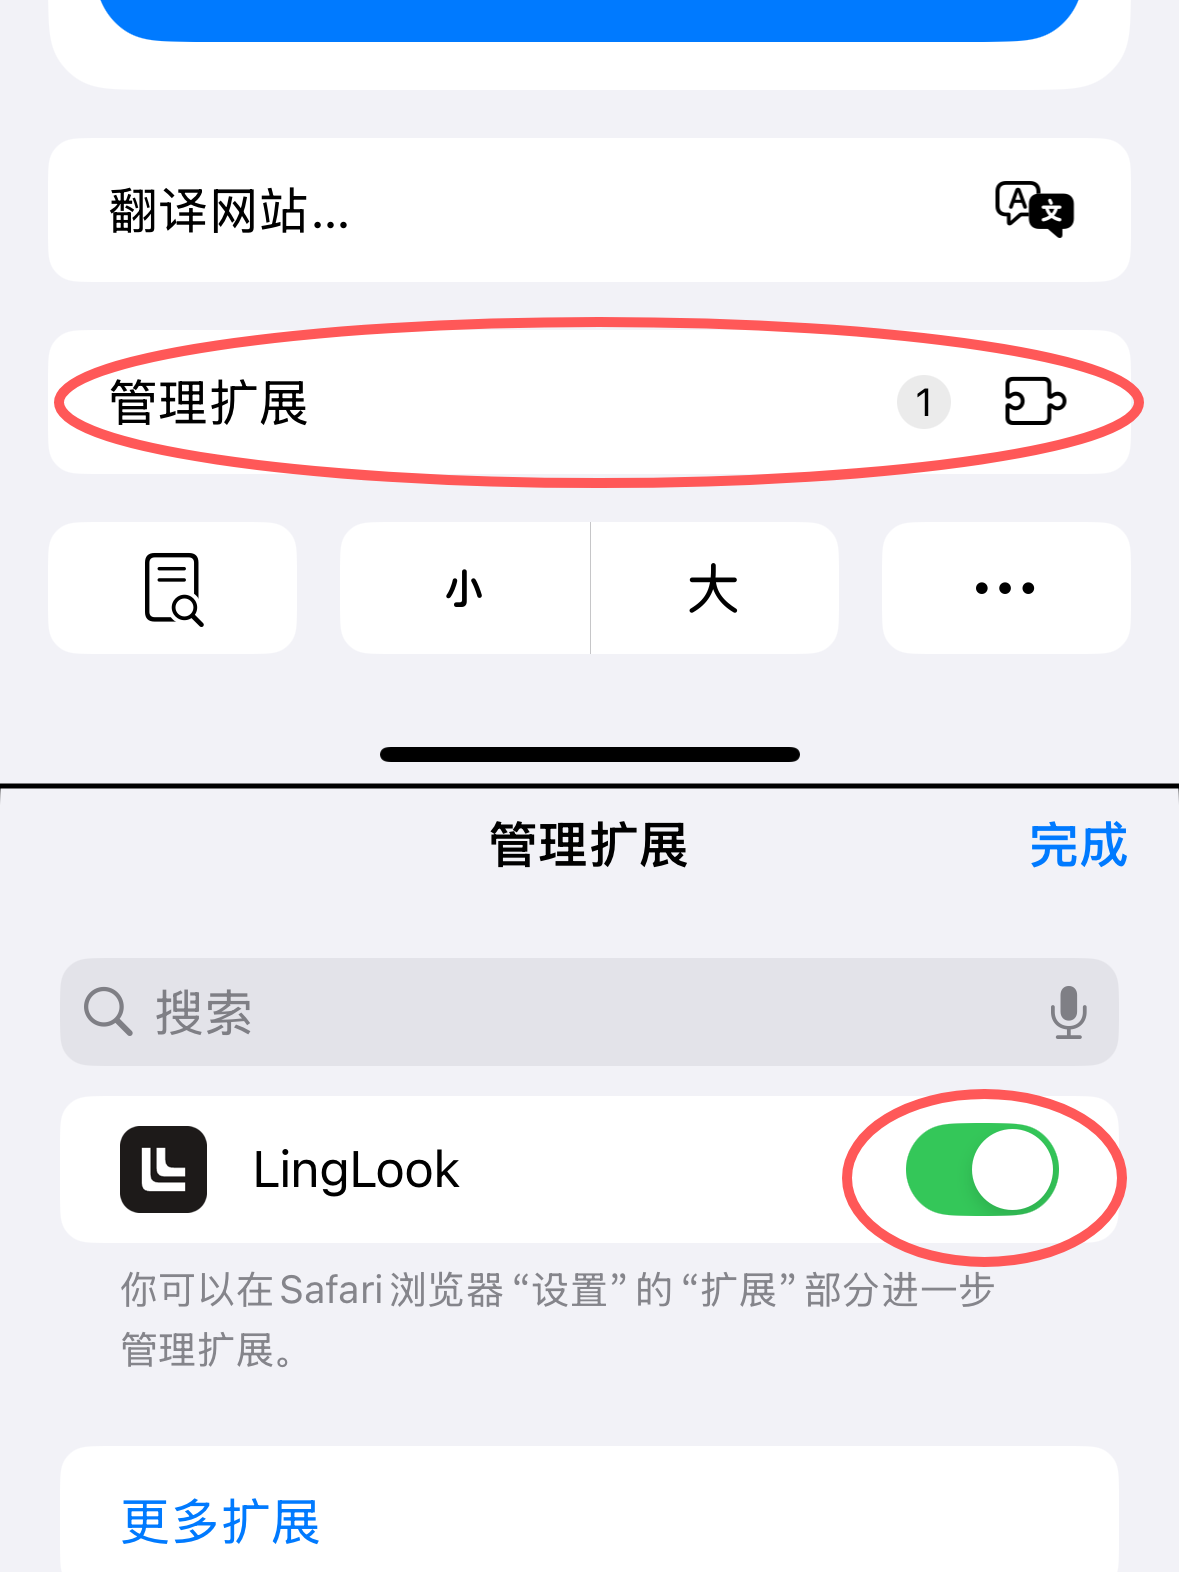 翻译网站...
A 文
管理扩展 1
小 大
管理扩展 完成
搜索
LingLook
你可以在Safari浏览器“设置”的“扩展”部分进一步
管理扩展。
更多扩展